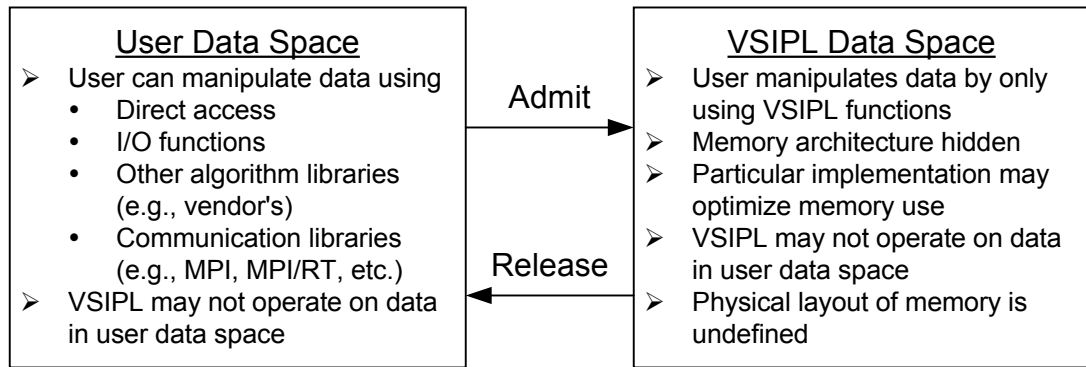 User Data Space
➢ User can manipulate data using
• Direct access
• I/O functions
• Other algorithm libraries
(e.g., vendor's)
• Communication libraries
(e.g., MPI, MPI/RT, etc.)
➢ VSIPL may not operate on data
in user data space
Admit
Release
VSIPL Data Space
➢ User manipulates data by only
using VSIPL functions
➢ Memory architecture hidden
➢ Particular implementation may
optimize memory use
➢ VSIPL may not operate on data
in user data space
➢ Physical layout of memory is
undefined